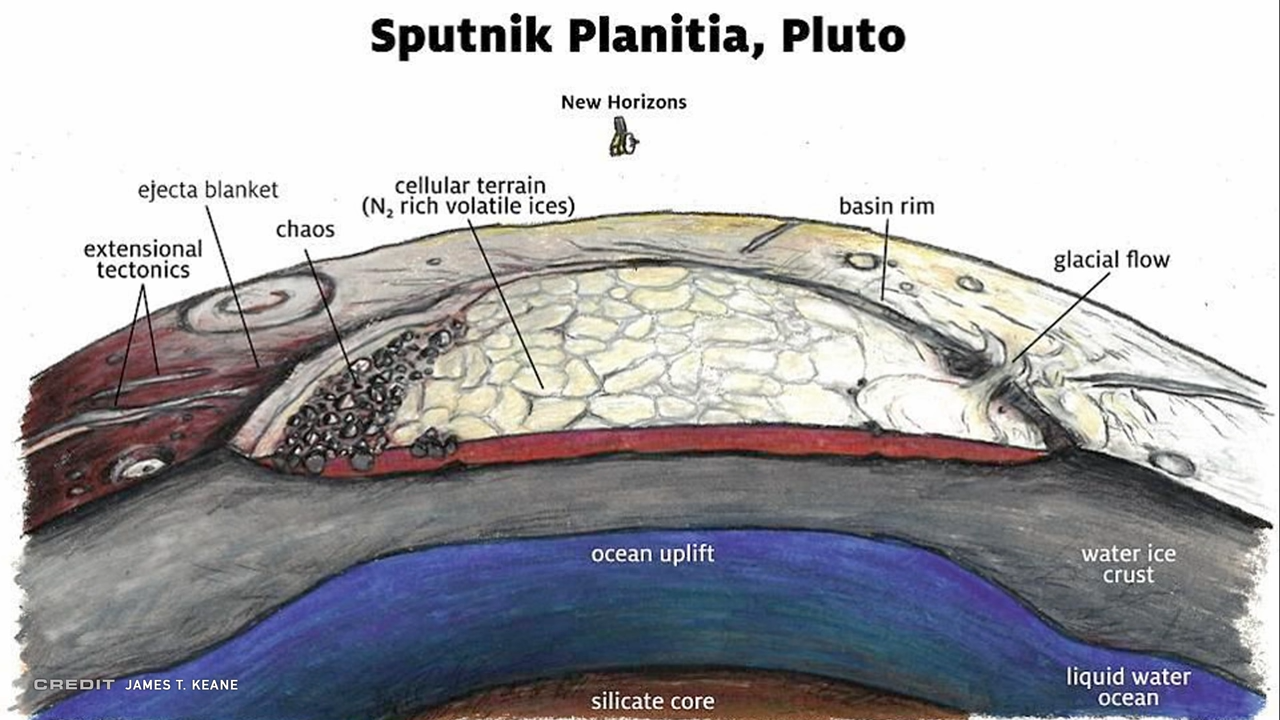 Sputnik Planitia, Pluto
New Horizons
ejecta blanket
cellular terrain
(N₂ rich volatile ices)
basin rim
chaos
extensional
tectonics
glacial flow
ocean uplift
water ice
crust
liquid water
ocean
silicate core
CREDIT JAMES T. KEANE